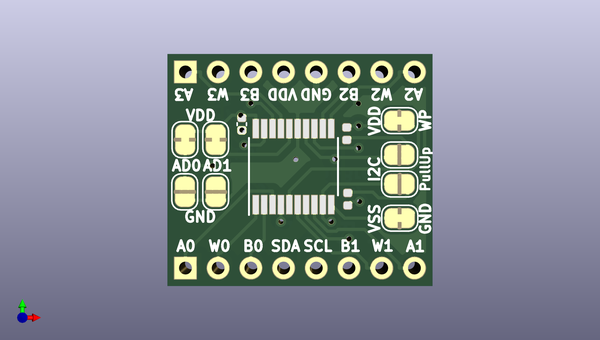 A3 W3 B3 VDD GND B2 W2 A2
VDD
AD0 AD1
GND
VDD WP
I2C PullUp
VSS GND
A0 W0 B0 SDA SCL B1 W1 A1